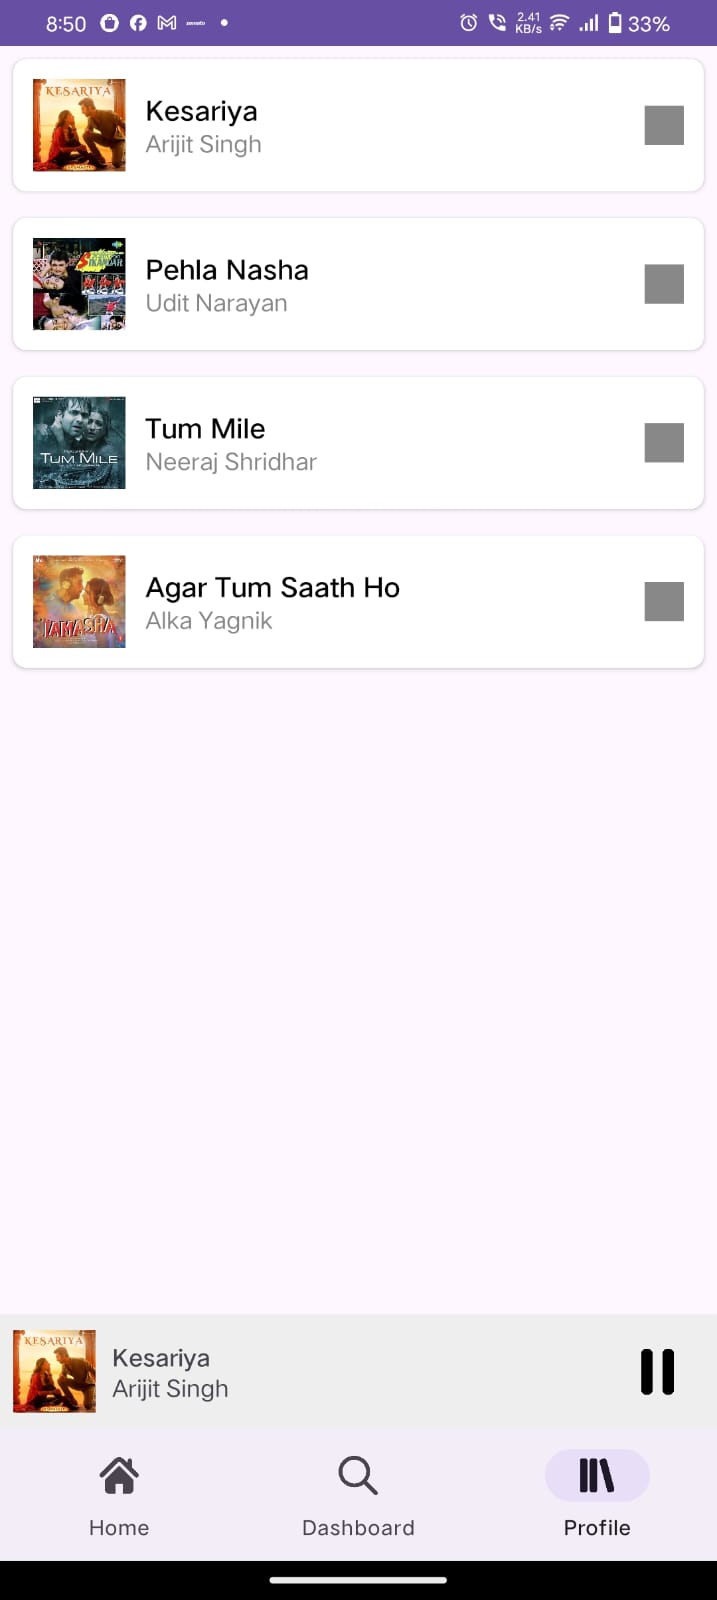 8:50
2.41
KB/s
33%
KESARIYA
Kesariya
Arijit Singh
Pehla Nasha
Udit Narayan
TUM MILE
Tum Mile
Neeraj Shridhar
TAMASHA
Agar Tum Saath Ho
Alka Yagnik
KESARIYA
Kesariya
Arijit Singh
Home
Dashboard
Profile